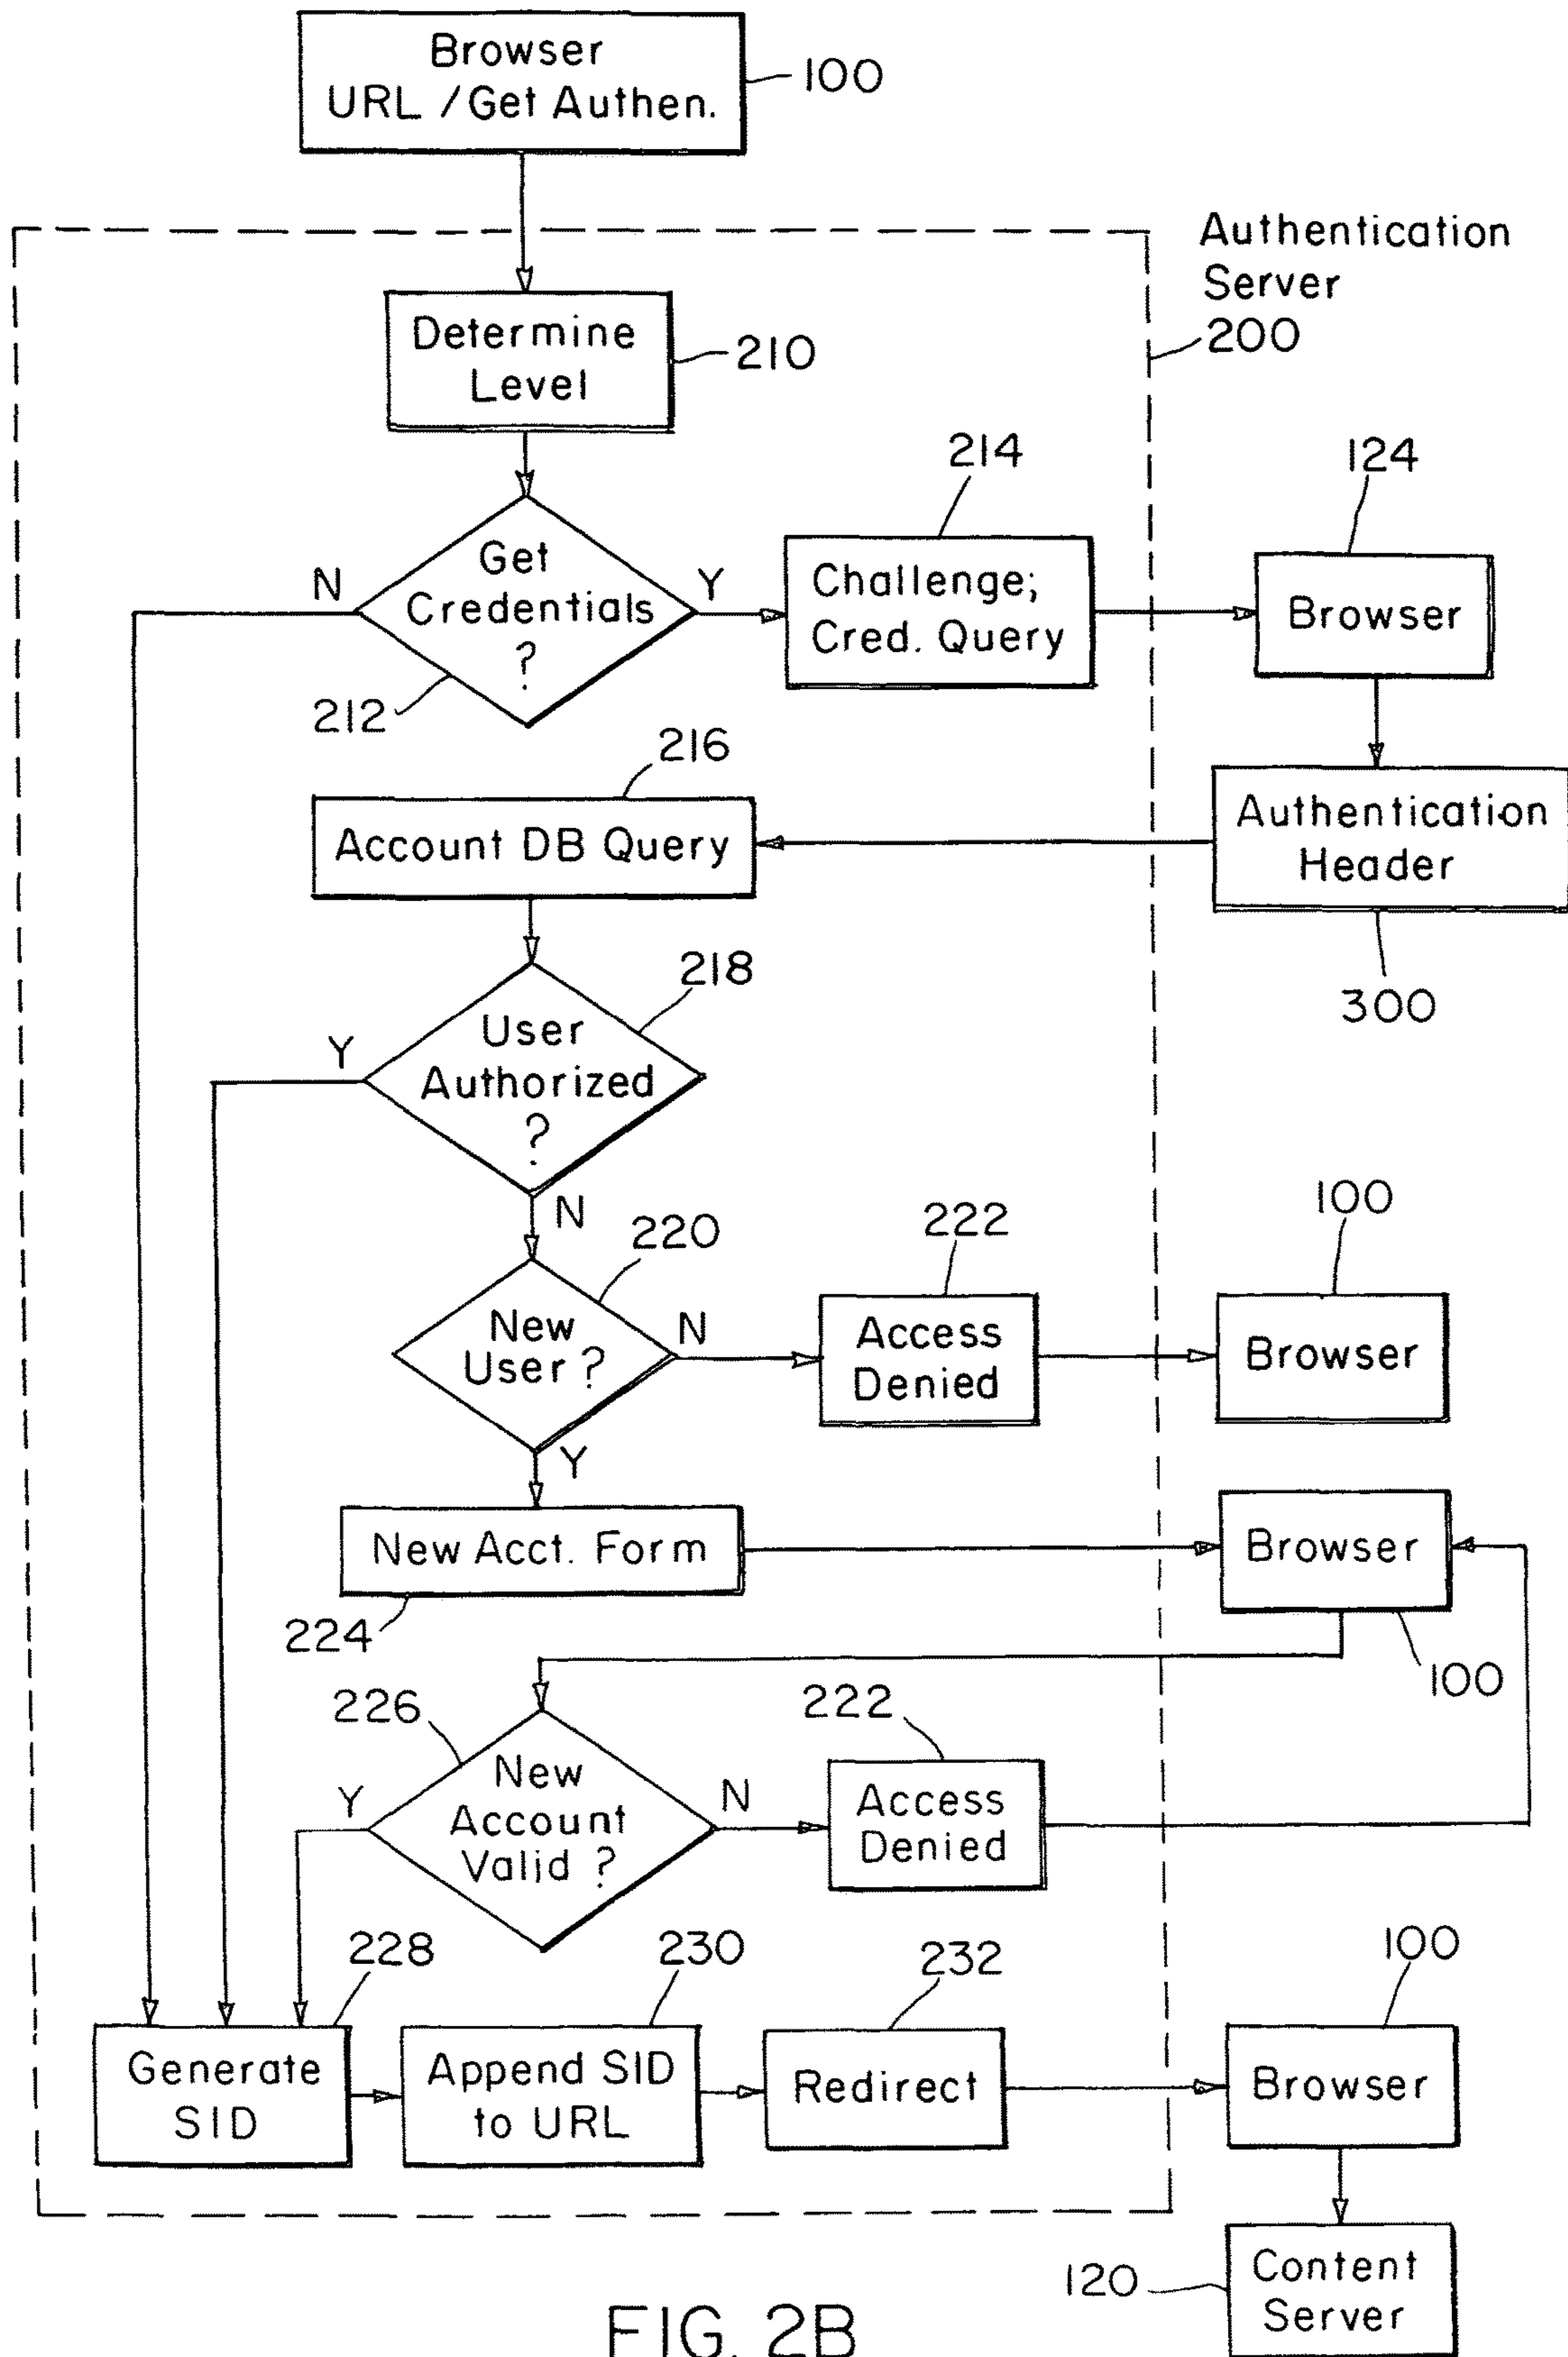 Browser
URL / Get Authen.
100
Authentication
Server
200
Determine
Level
210
214
124
N
Get
Credentials
?
Y
212
Challenge;
Cred. Query
Browser
216
Account DB Query
Authentication
Header
300
218
Y
User
Authorized
?
N
220
222
100
New
User ?
N
Access
Denied
Browser
Y
New Acct. Form
224
Browser
100
226
222
Y
New
Account
Valid ?
N
Access
Denied
228
230
232
100
Generate
SID
Append SID
to URL
Redirect
Browser
120
Content
Server
FIG. 2B